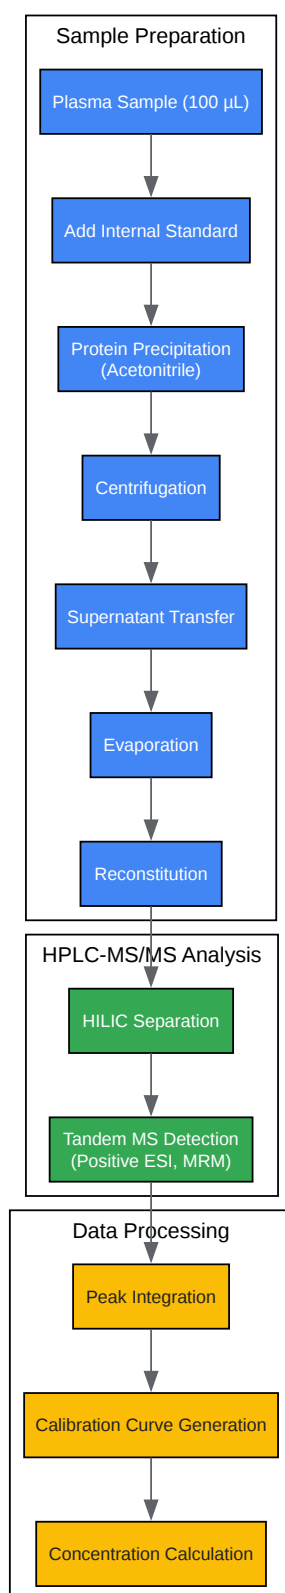 Sample Preparation
Plasma Sample (100 µL)
Add Internal Standard
Protein Precipitation
(Acetonitrile)
Centrifugation
Supernatant Transfer
Evaporation
Reconstitution
HPLC-MS/MS Analysis
HILIC Separation
Tandem MS Detection
(Positive ESI, MRM)
Data Processing
Peak Integration
Calibration Curve Generation
Concentration Calculation